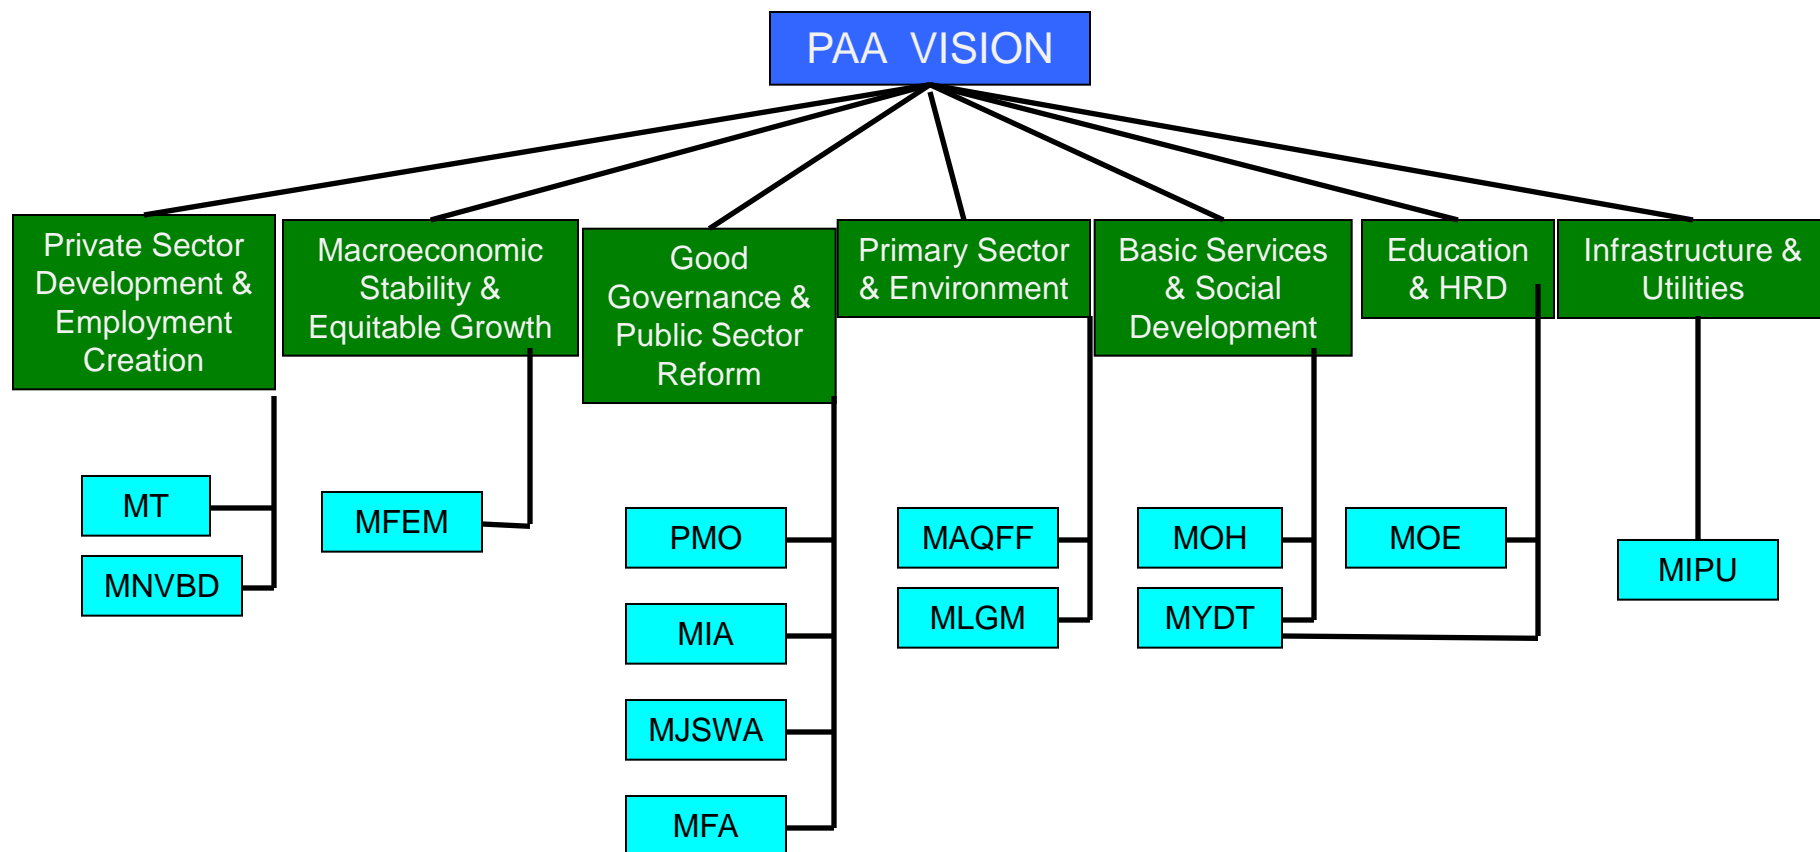 PAA VISION
Private Sector
Development &
Employment
Creation
Macroeconomic
Stability &
Equitable Growth
Good
Governance &
Public Sector
Reform
Primary Sector
& Environment
Basic Services
& Social
Development
Education
& HRD
Infrastructure &
Utilities
MT
MNVBD
MFEM
PMO
MIA
MJSWA
MFA
MAQFF
MLGM
MOH
MYDT
MOE
MIPU